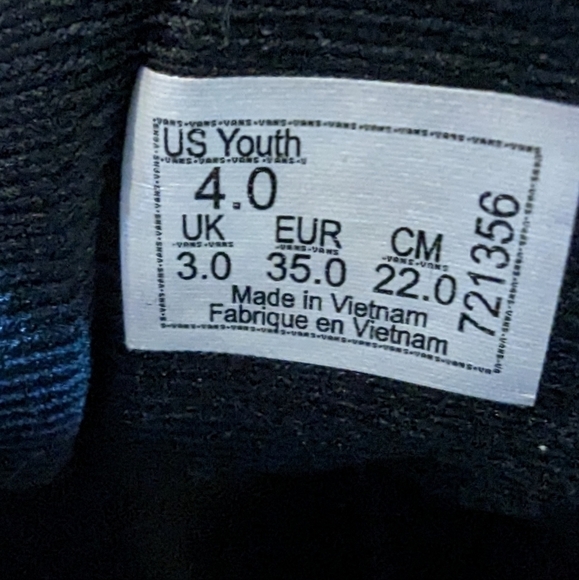 US Youth
4.0
UK EUR CM
3.0 35.0 22.0
Made in Vietnam
Fabrique en Vietnam
721356